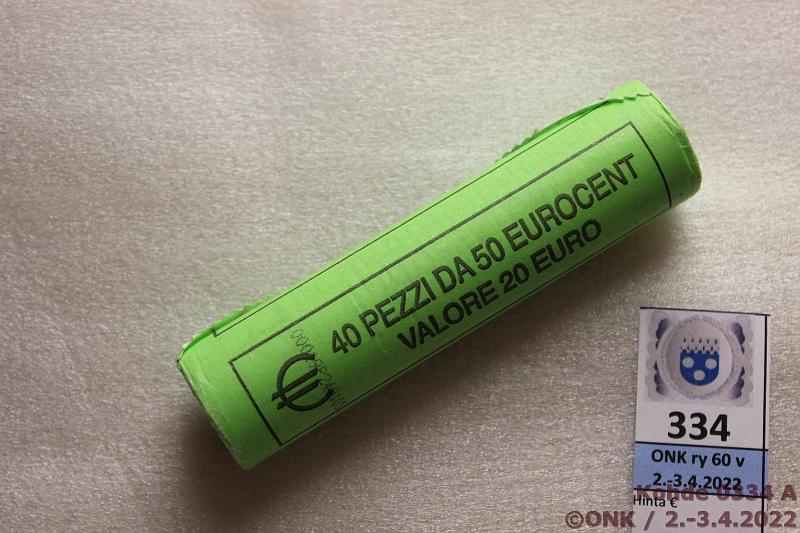 40 PEZZI DA 50 EUROCENT
VALORE 20 EURO
€
334
ONK ry 60 v
2.-3.4.2022
Kohde 0334 A
Hinta €
©ONK / 2.-3.4.2022